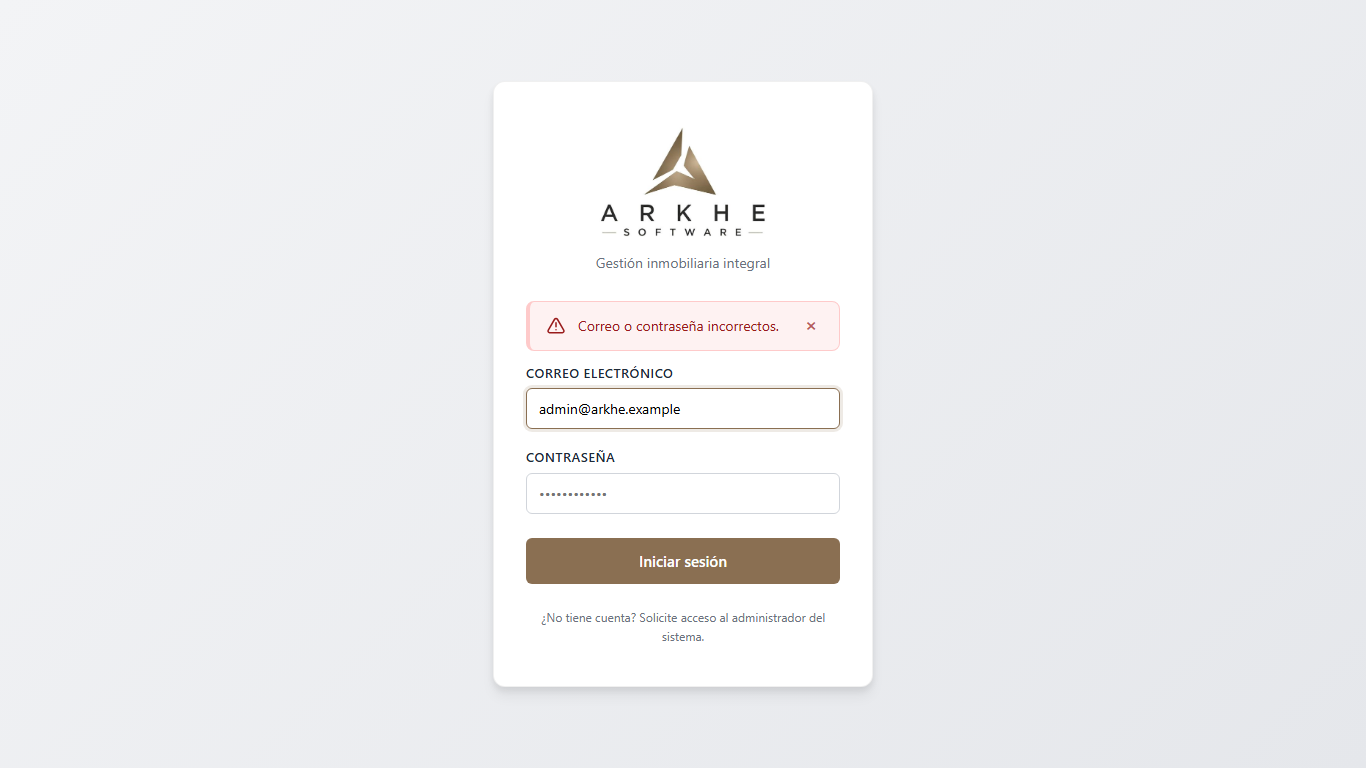 ARKHE
SOFTWARE
Gestión inmobiliaria integral
Correo o contraseña incorrectos. ×
CORREO ELECTRÓNICO
admin@arkhe.example
CONTRASEÑA
••••••••••••
Iniciar sesión
¿No tiene cuenta? Solicite acceso al administrador del
sistema.